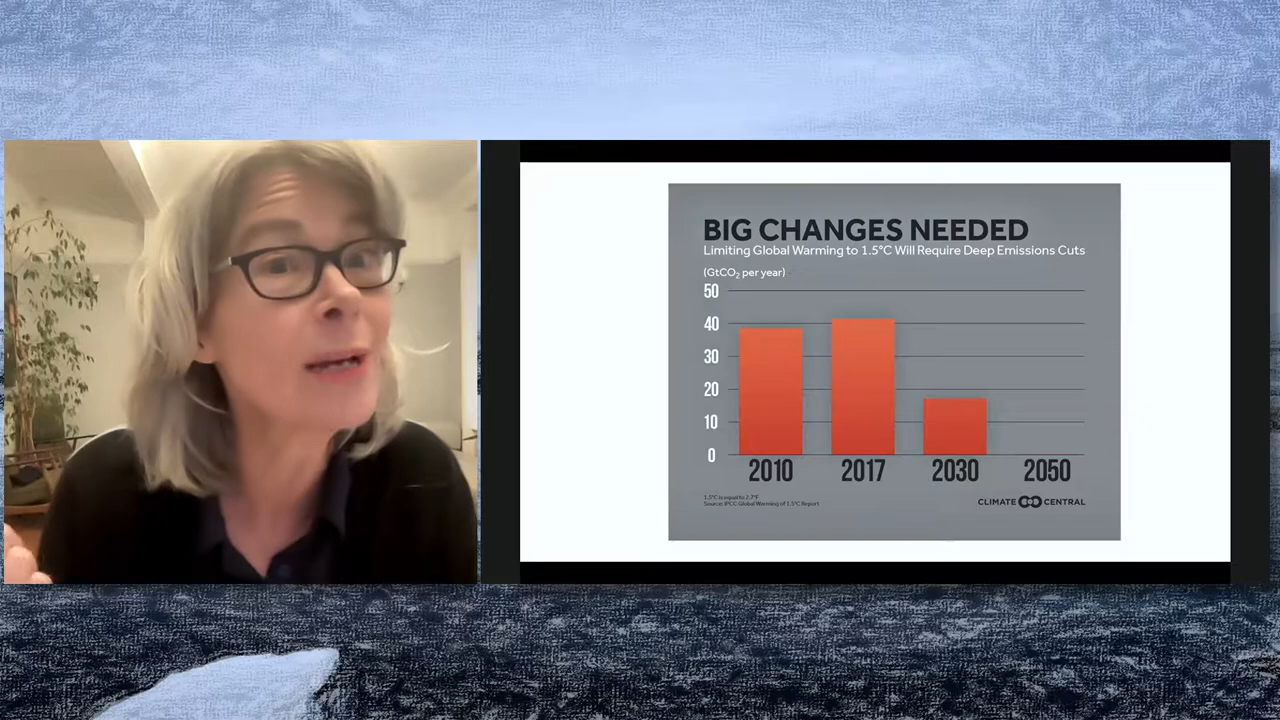 BIG CHANGES NEEDED
Limiting Global Warming to 1.5°C Will Require Deep Emissions Cuts
(GtCO₂ per year)
50
40
30
20
10
0
2010 2017 2030 2050
1.5°C is equal to 2.7°F
Source: IPCC Global Warming of 1.5°C Report
CLIMATE CENTRAL